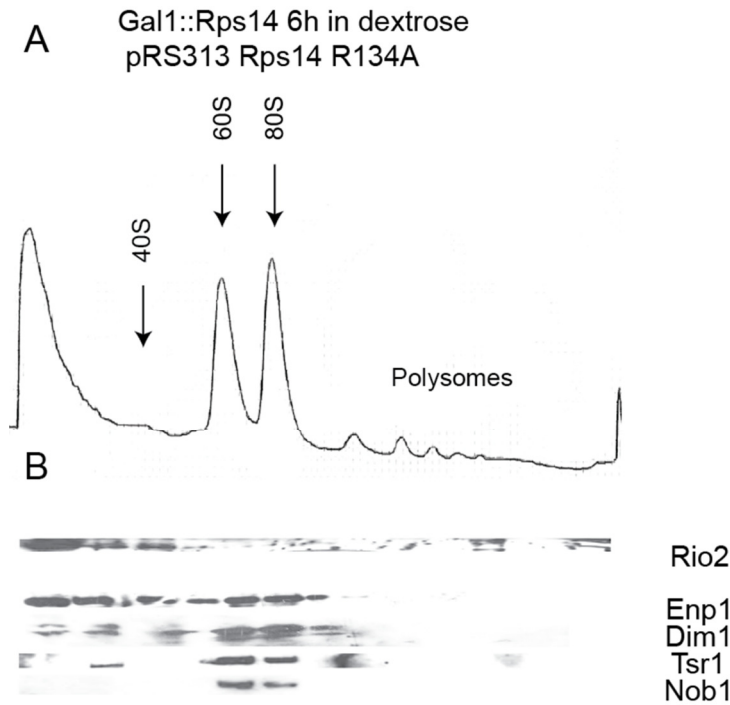 A
Gal1::Rps14 6h in dextrose
pRS313 Rps14 R134A
60S
80S
40S
Polysomes
B
Rio2
Enp1
Dim1
Tsr1
Nob1